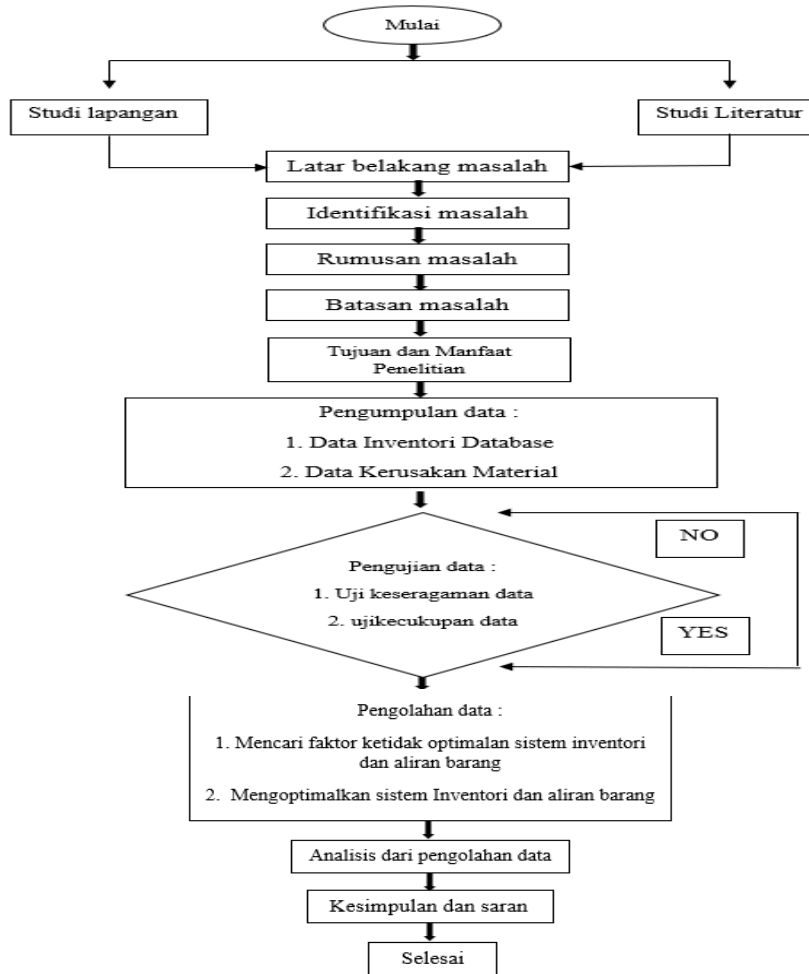 Mulai
Studi lapangan
Studi Literatur
Latar belakang masalah
Identifikasi masalah
Rumusan masalah
Batasan masalah
Tujuan dan Manfaat
Penelitian
Pengumpulan data :
1. Data Inventori Database
2. Data Kerusakan Material
NO
Pengujian data :
1. Uji keseragaman data
2. ujikecukupan data
YES
Pengolahan data :
1. Mencari faktor ketidak optimalan sistem inventori
dan aliran barang
2. Mengoptimalkan sistem Inventori dan aliran barang
Analisis dari pengolahan data
Kesimpulan dan saran
Selesai